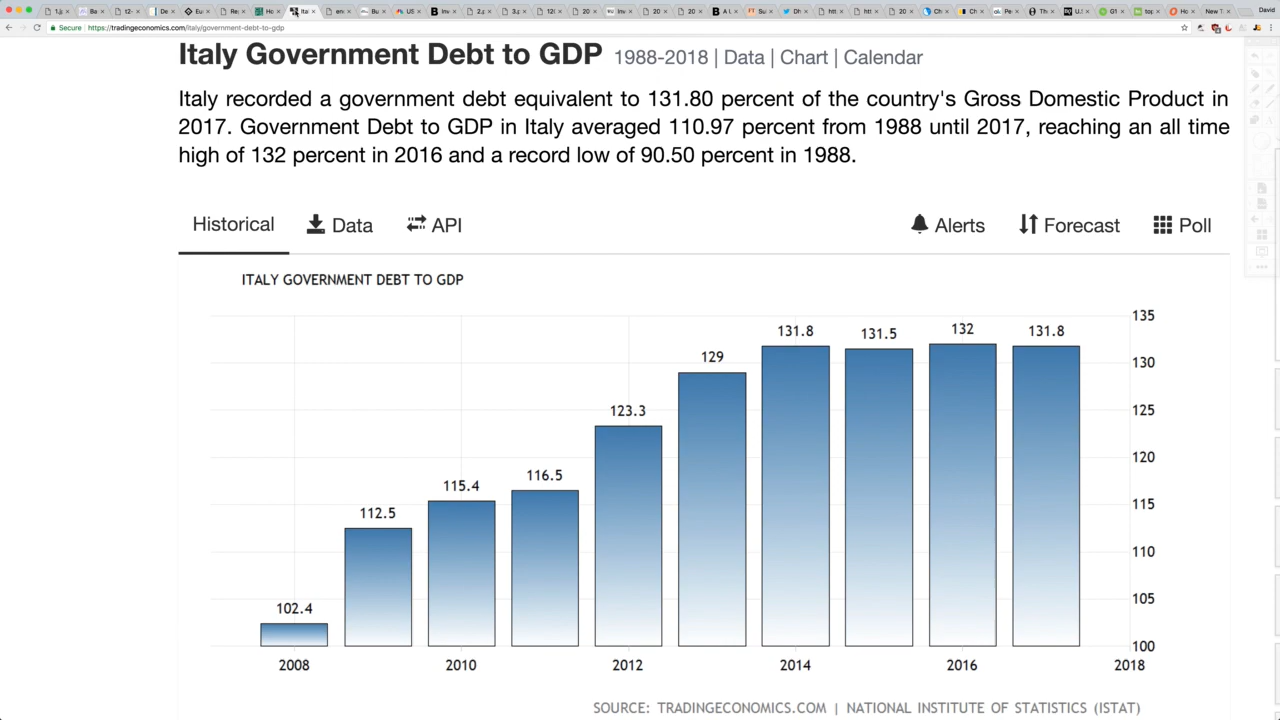 David
Secure https://tradingeconomics.com/italy/government-debt-to-gdp
Italy Government Debt to GDP 1988-2018 | Data | Chart | Calendar
Italy recorded a government debt equivalent to 131.80 percent of the country's Gross Domestic Product in
2017. Government Debt to GDP in Italy averaged 110.97 percent from 1988 until 2017, reaching an all time
high of 132 percent in 2016 and a record low of 90.50 percent in 1988.
Historical Data API Alerts Forecast Poll
ITALY GOVERNMENT DEBT TO GDP
135
131.8 131.5 132 131.8
130
129
125
123.3
120
116.5
115.4
115
112.5
110
105
102.4
100
2008 2010 2012 2014 2016 2018
SOURCE: TRADINGECONOMICS.COM | NATIONAL INSTITUTE OF STATISTICS (ISTAT)